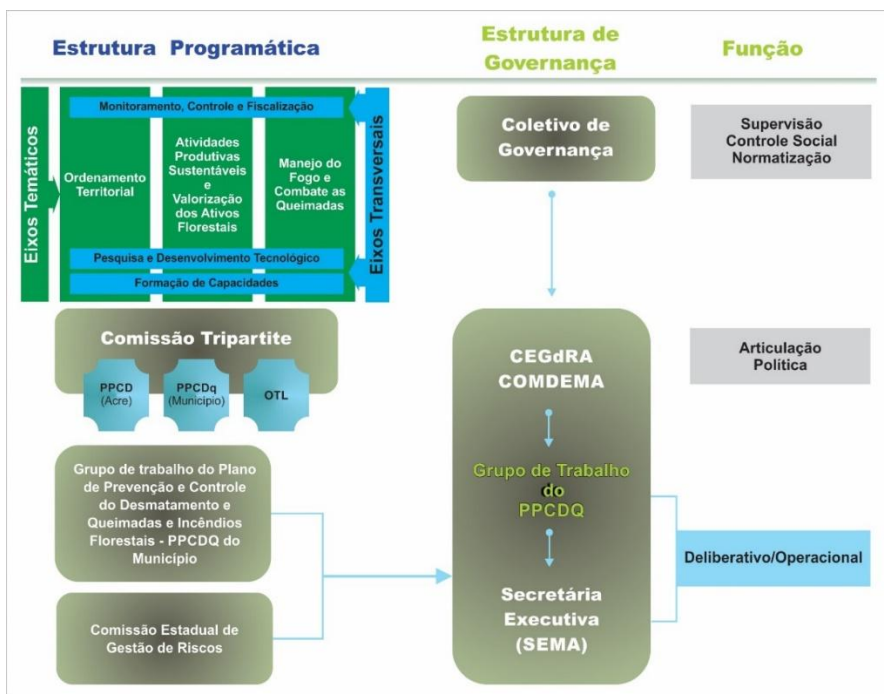 Estrutura Programática
Estrutura de
Governança
Função
Eixos Temáticos
Monitoramento, Controle e Fiscalização
Ordenamento
Territorial
Atividades
Produtivas
Sustentáveis
e
Valorização
dos Ativos
Florestais
Manejo do
Fogo e
Combate as
Queimadas
Pesquisa e Desenvolvimento Tecnológico
Formação de Capacidades
Eixos Transversais
Coletivo de
Governança
Supervisão
Controle Social
Normatização
Comissão Tripartite
PPCD
(Acre)
PPCDq
(Municipio)
OTL
CEGdRA
COMDEMA
Articulação
Política
Grupo de trabalho do Plano
de Prevenção e Controle
do Desmatamento e
Queimadas e Incêndios
Florestais - PPCDQ do
Municipio
Grupo de Trabalho
do
PPCDQ
Deliberativo/Operacional
Comissão Estadual de
Gestão de Riscos
Secretária
Executiva
(SEMA)